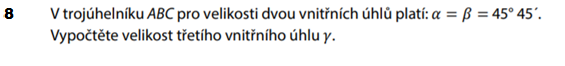 8 V trojúhelníku ABC pro velikosti dvou vnitřních úhlů platí: α = β = 45° 45´.
Vypočtěte velikost třetího vnitřního úhlu γ.